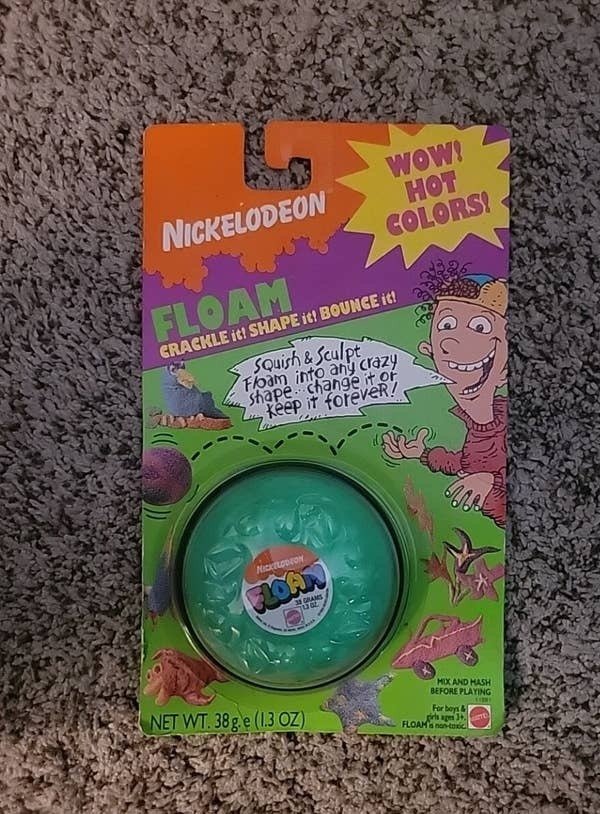 NICKELODEON
WOW!
HOT
COLORS!
FLOAM
CRACKLE it! SHAPE it! BOUNCE it!
Squish & Sculpt
Floam into any crazy
shape... change it or
keep it forever!
NICKELODEON
FLOAM
38 GRAMS
1.3 OZ.
MIX AND MASH
BEFORE PLAYING
For boys &
girls ages 3+.
FLOAM is non-toxic.
NET WT. 38 g e (1.3 OZ)